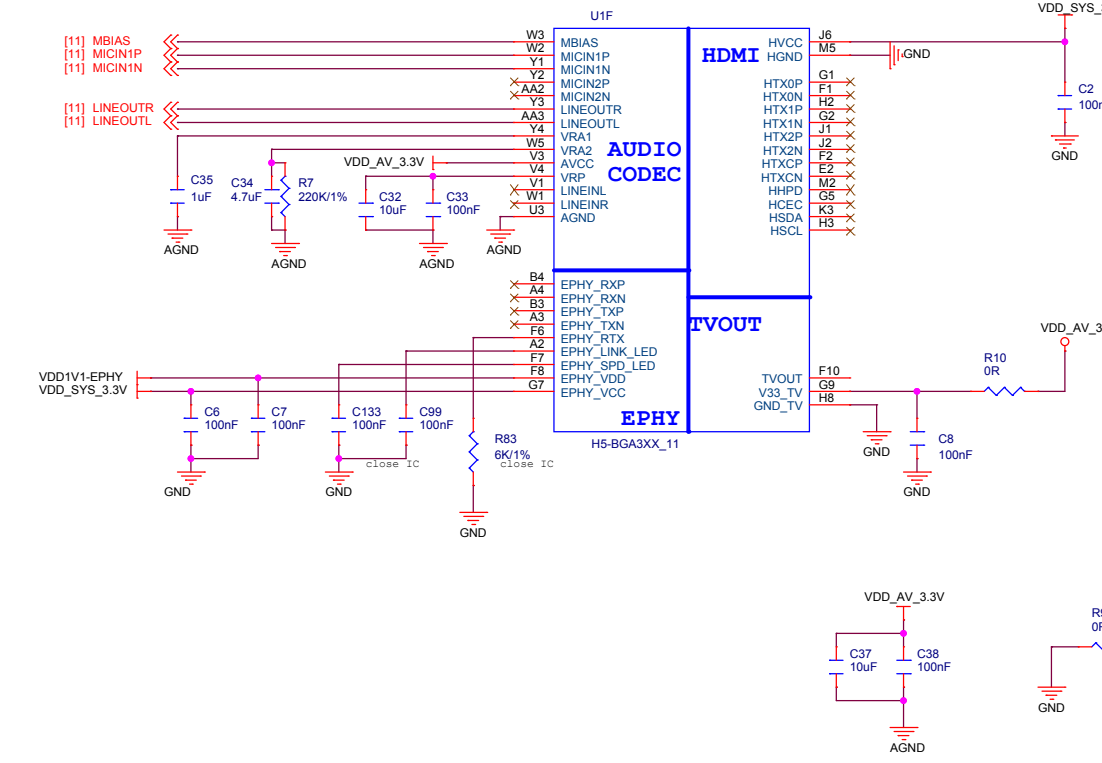 VDD_SYS_
U1F
[11] MBIAS
[11] MICIN1P
[11] MICIN1N
[11] LINEOUTR
[11] LINEOUTL
W3
W2
Y1
Y2
AA2
Y3
AA3
Y4
W5
V3
V4
V1
W1
U3
MBIAS
MICIN1P
MICIN1N
MICIN2P
MICIN2N
LINEOUTR
LINEOUTL
VRA1
VRA2
AVCC
VRP
LINEINL
LINEINR
AGND
AUDIO
CODEC
HDMI
HVCC
HGND
HTX0P
HTX0N
HTX1P
HTX1N
HTX2P
HTX2N
HTXCP
HTXCN
HHPD
HCEC
HSDA
HSCL
J6
M5
G1
F1
H2
G2
J1
J2
F2
E2
M2
G5
K3
H3
GND
C2
100n
GND
VDD_AV_3.3V
C35
1uF
C34
4.7uF
R7
220K/1%
C32
10uF
C33
100nF
AGND
AGND
AGND
AGND
B4
A4
B3
A3
F6
A2
F7
F8
G7
EPHY_RXP
EPHY_RXN
EPHY_TXP
EPHY_TXN
EPHY_RTX
EPHY_LINK_LED
EPHY_SPD_LED
EPHY_VDD
EPHY_VCC
EPHY
H5-BGA3XX_11
TVOUT
TVOUT
V33_TV
GND_TV
F10
G9
H8
VDD_AV_3
R10
0R
GND
C8
100nF
GND
VDD1V1-EPHY
VDD_SYS_3.3V
C6
100nF
C7
100nF
C133
100nF
C99
100nF
close IC
R83
6K/1%
close IC
GND
GND
GND
VDD_AV_3.3V
C37
10uF
C38
100nF
AGND
GND